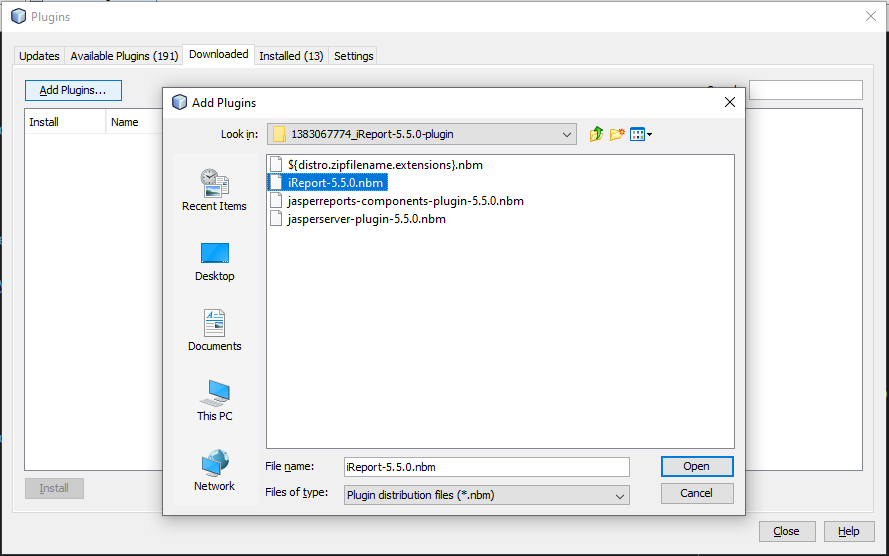 Plugins
Updates Available Plugins (191) Downloaded Installed (13) Settings
Add Plugins...
Install Name
Add Plugins
Look in: 1383067774_iReport-5.5.0-plugin
${distro.zipfilename.extensions}.nbm
iReport-5.5.0.nbm
jasperreports-components-plugin-5.5.0.nbm
jasperserver-plugin-5.5.0.nbm
Recent Items
Desktop
Documents
This PC
Network
File name: iReport-5.5.0.nbm Open
Files of type: Plugin distribution files (*.nbm) Cancel
Install
Close Help